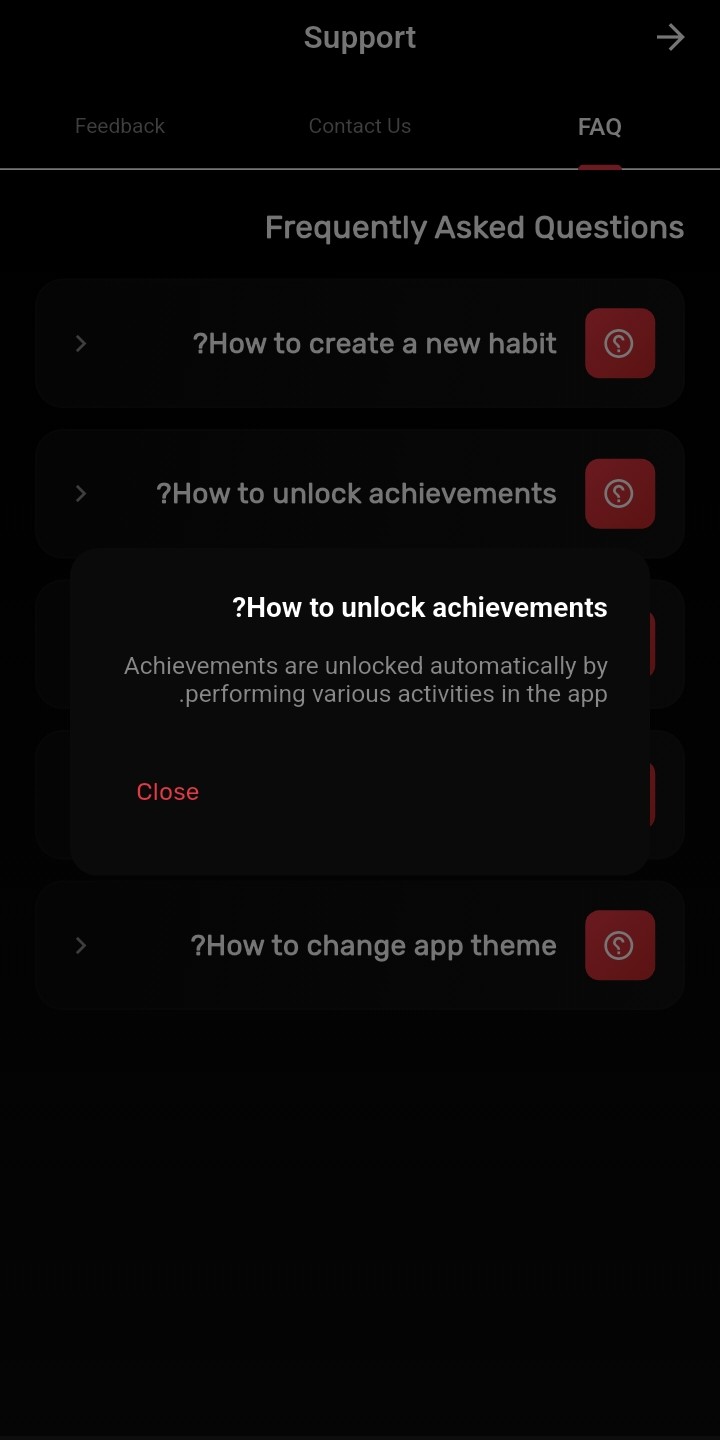 Support
FAQ
Contact Us
Feedback
Frequently Asked Questions
?How to create a new habit
?How to unlock achievements
?How to unlock achievements
Achievements are unlocked automatically by
.performing various activities in the app
Close
?How to change app theme